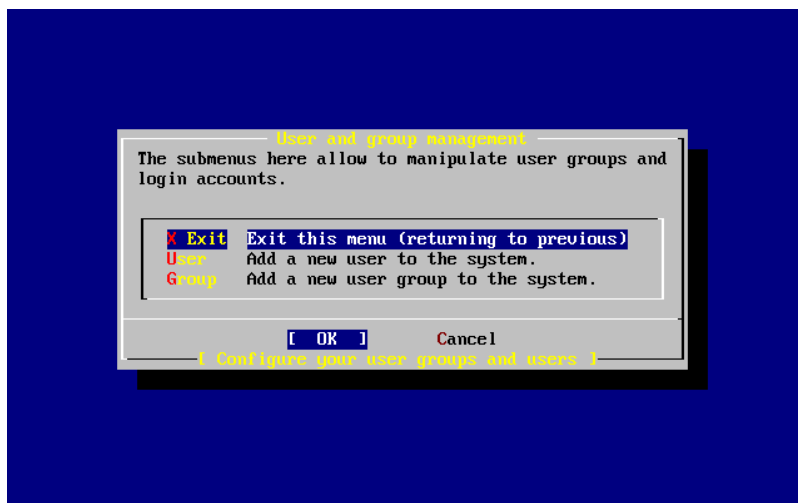 User and group management
The submenus here allow to manipulate user groups and
login accounts.
X Exit Exit this menu (returning to previous)
User Add a new user to the system.
Group Add a new user group to the system.
[ OK ] Cancel
[ Configure your user groups and users ]